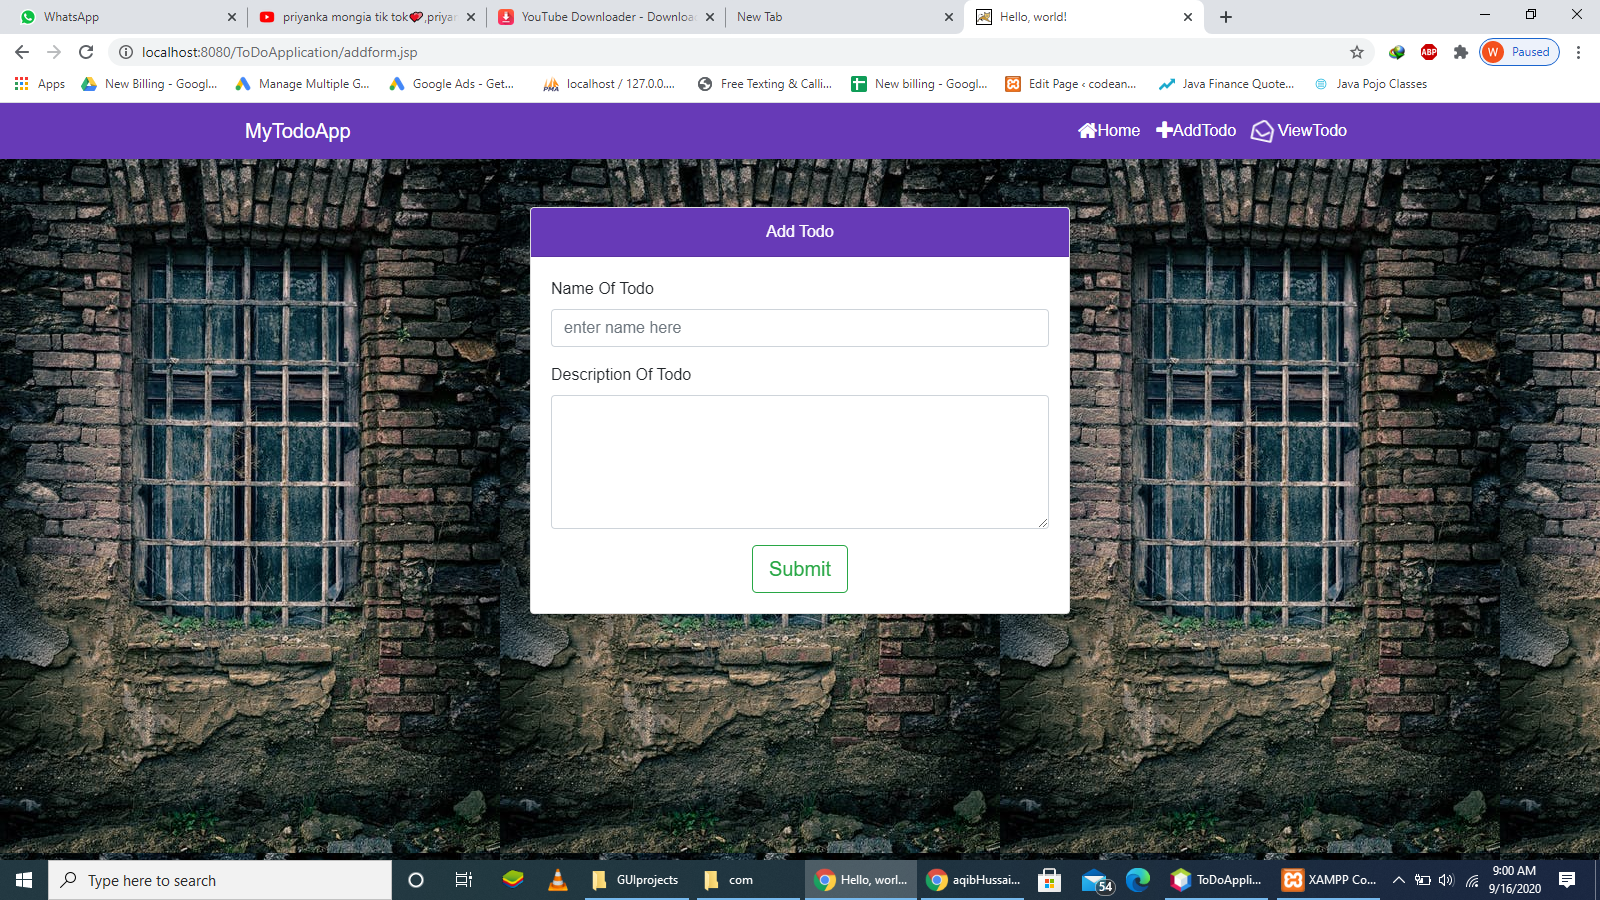 WhatsApp
priyanka mongia tik tok❤,priyan
YouTube Downloader - Downloa
New Tab
Hello, world!
localhost:8080/ToDoApplication/addform.jsp
ABP
W Paused
Apps
New Billing - Googl...
Manage Multiple G...
Google Ads - Get...
PMA
localhost / 127.0.0....
Free Texting & Calli...
New billing - Googl...
Edit Page ‹ codean...
Java Finance Quote...
Java Pojo Classes
MyTodoApp
Home
AddTodo
ViewTodo
Add Todo
Name Of Todo
enter name here
Description Of Todo
Submit
Type here to search
GUIprojects
com
Hello, worl...
aqibHussai...
54
ToDoAppli...
XAMPP Co...
9:00 AM
9/16/2020